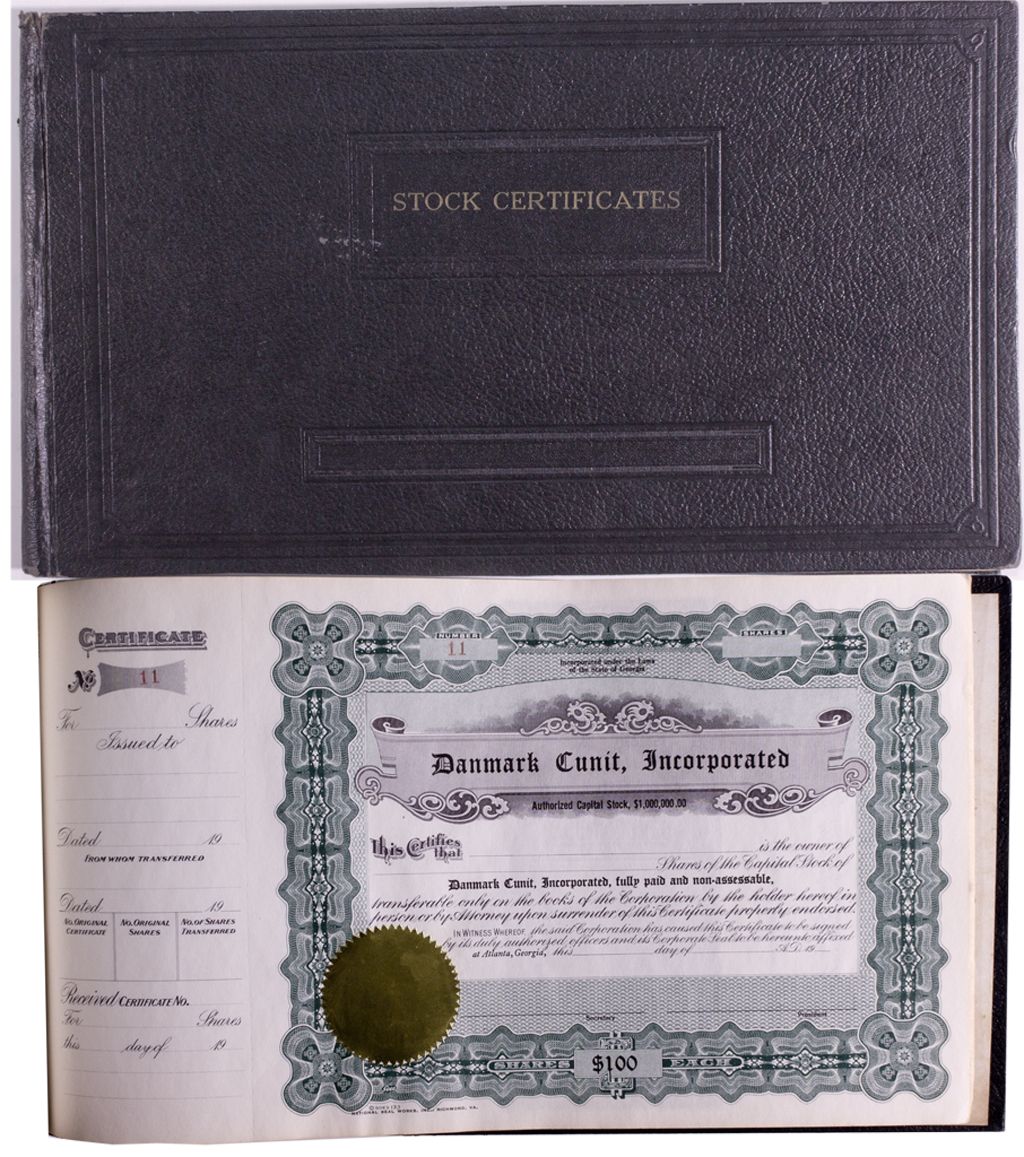 STOCK CERTIFICATES
CERTIFICATE
No 11
For Shares
Issued to
Dated 19
FROM WHOM TRANSFERRED
Dated 19
NO. ORIGINAL CERTIFICATE
NO. ORIGINAL SHARES
NO. OF SHARES TRANSFERRED
Received CERTIFICATE NO.
For Shares
this day of 19
NUMBER
11
SHARES
Incorporated under the Laws
of the State of Georgia
Danmark Cunit, Incorporated
Authorized Capital Stock, $1,000,000.00
This Certifies that is the owner of
Shares of the Capital Stock of
Danmark Cunit, Incorporated, fully paid and non-assessable,
transferable only on the books of the Corporation by the holder hereof in
person or by Attorney upon surrender of this Certificate properly endorsed.
IN WITNESS WHEREOF, the said Corporation has caused this Certificate to be signed
by its duly authorized officers and its Corporate Seal to be hereunto affixed
at Atlanta, Georgia, this day of A.D. 19
Secretary President
SHARES $100 EACH
NATIONAL SEAL WORKS, INC., RICHMOND, VA.